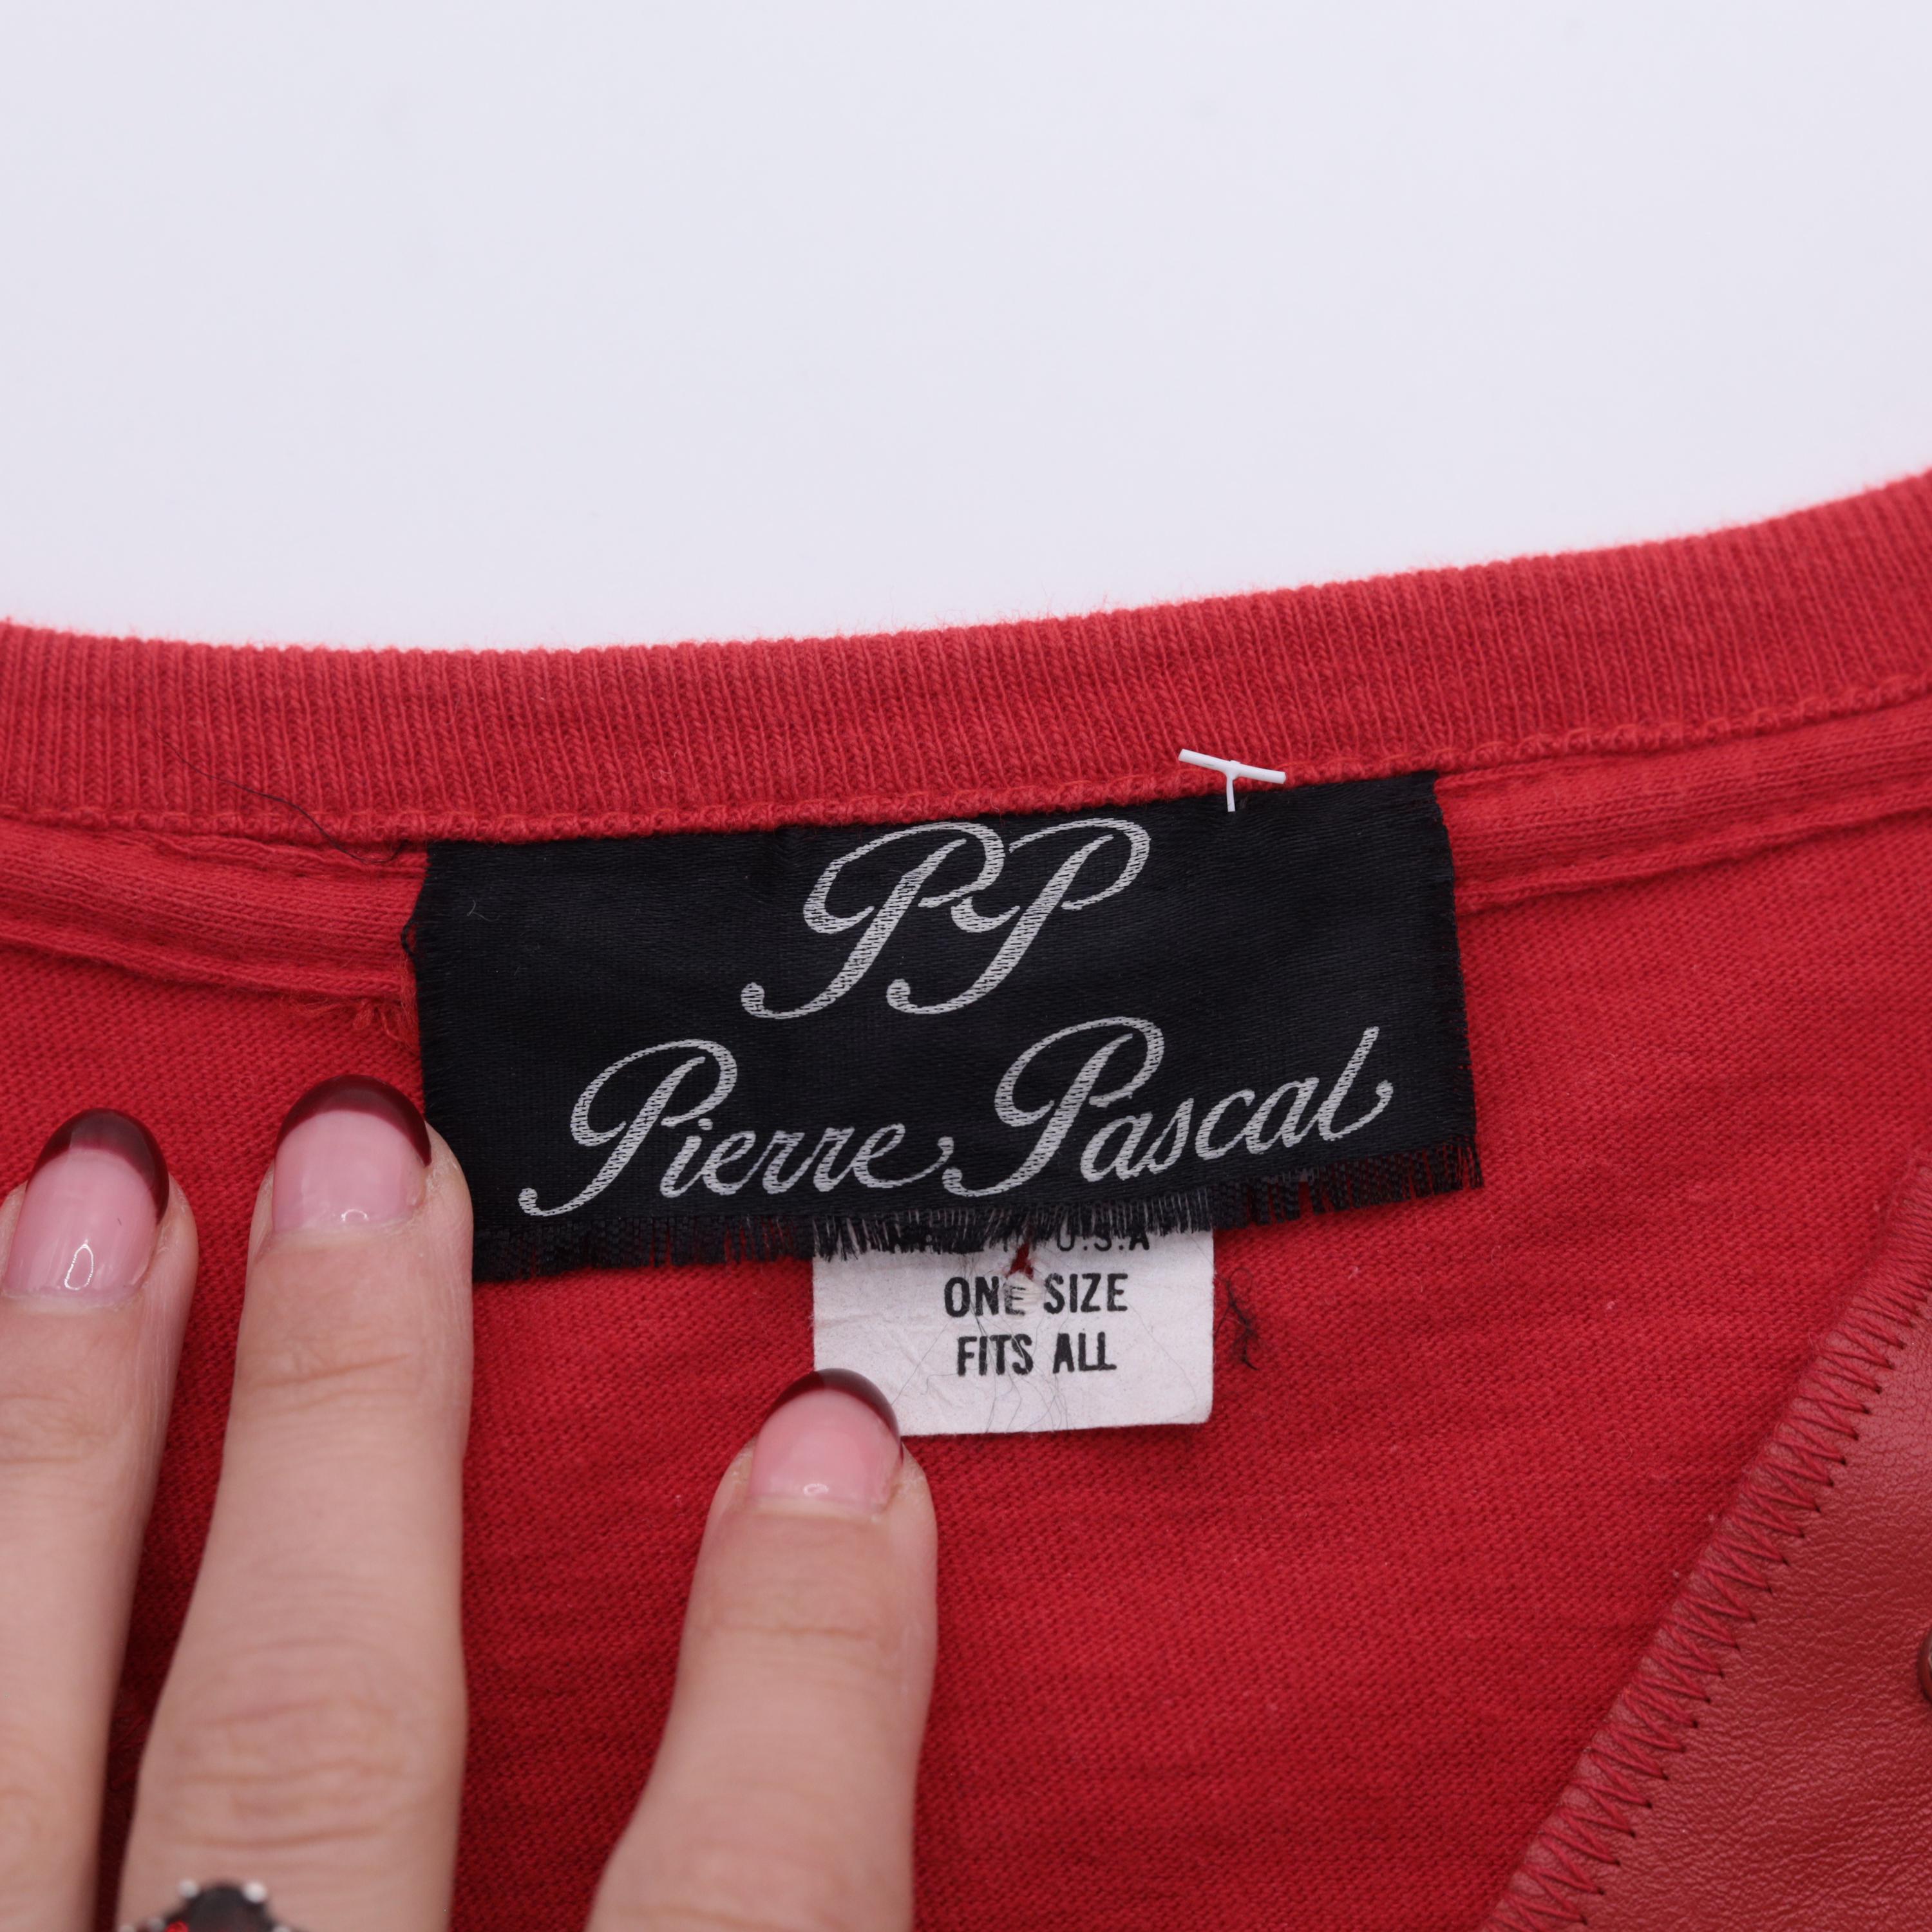 PP
Pierre Pascal
U.S.A
ONE SIZE
FITS ALL